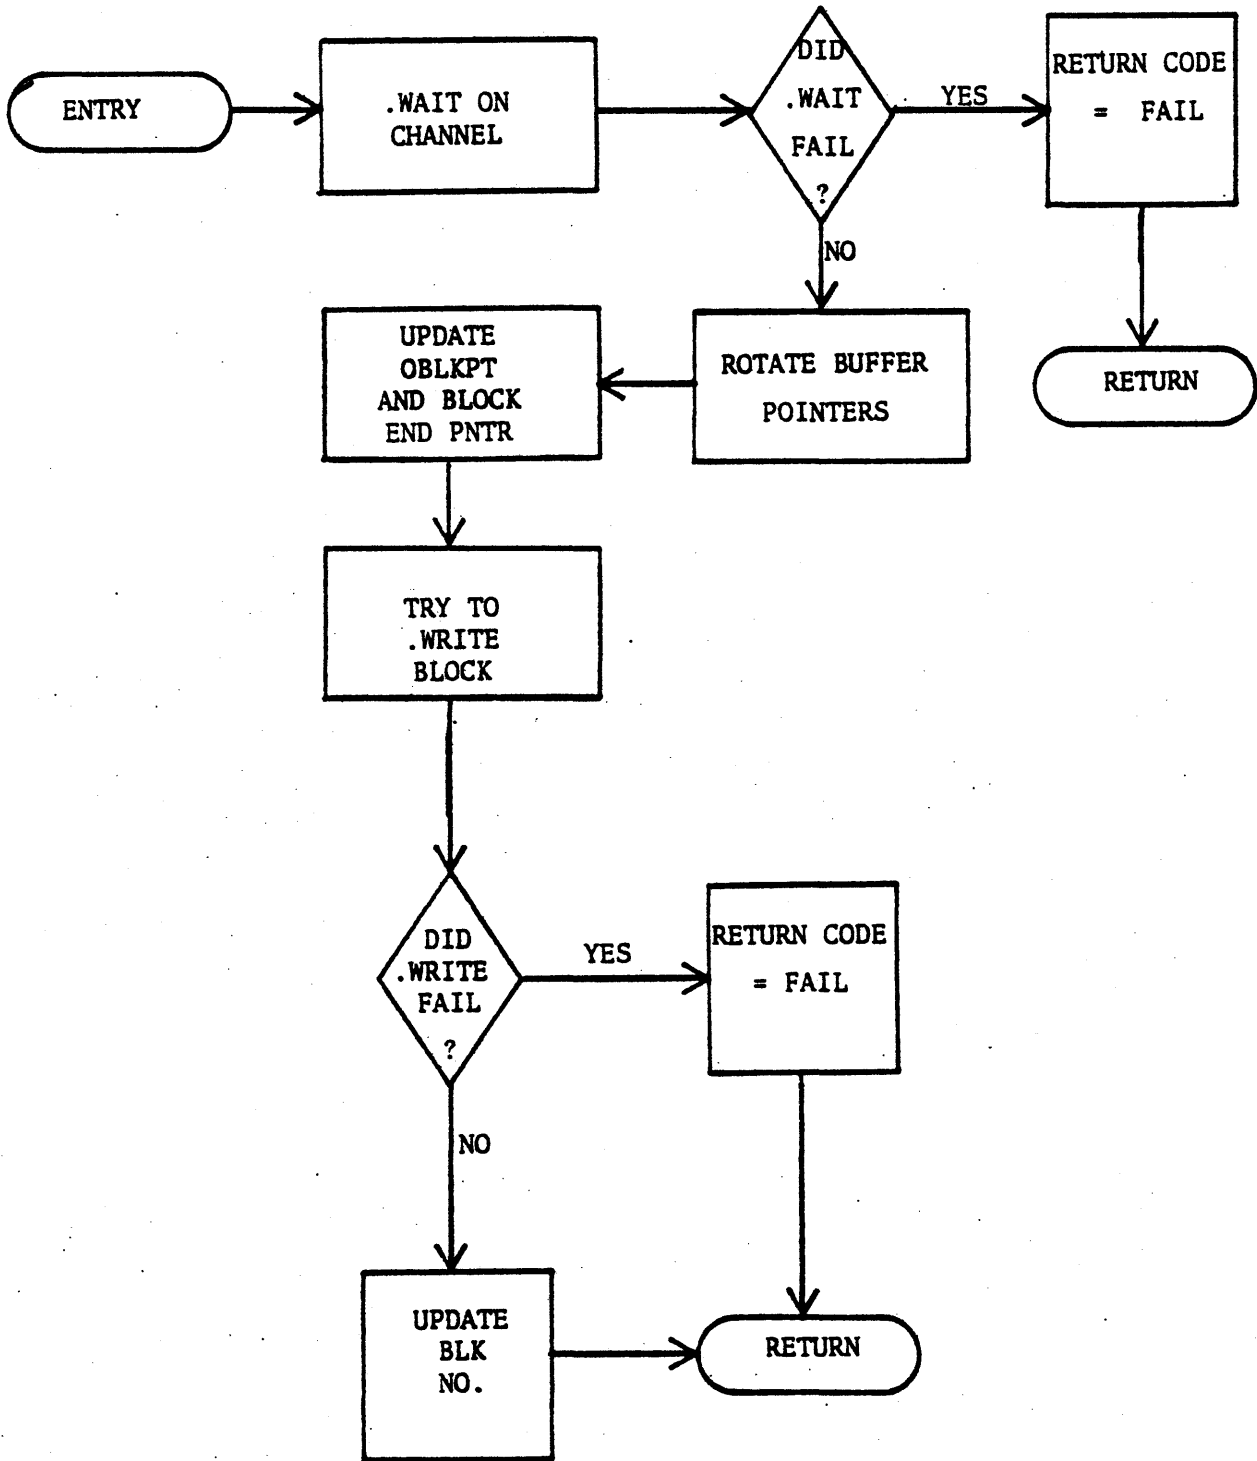 ENTRY
.WAIT ON
CHANNEL
DID
.WAIT
FAIL
?
YES
RETURN CODE
= FAIL
NO
RETURN
ROTATE BUFFER
POINTERS
UPDATE
OBLKPT
AND BLOCK
END PNTR
TRY TO
.WRITE
BLOCK
DID
.WRITE
FAIL
?
YES
RETURN CODE
= FAIL
NO
UPDATE
BLK
NO.
RETURN